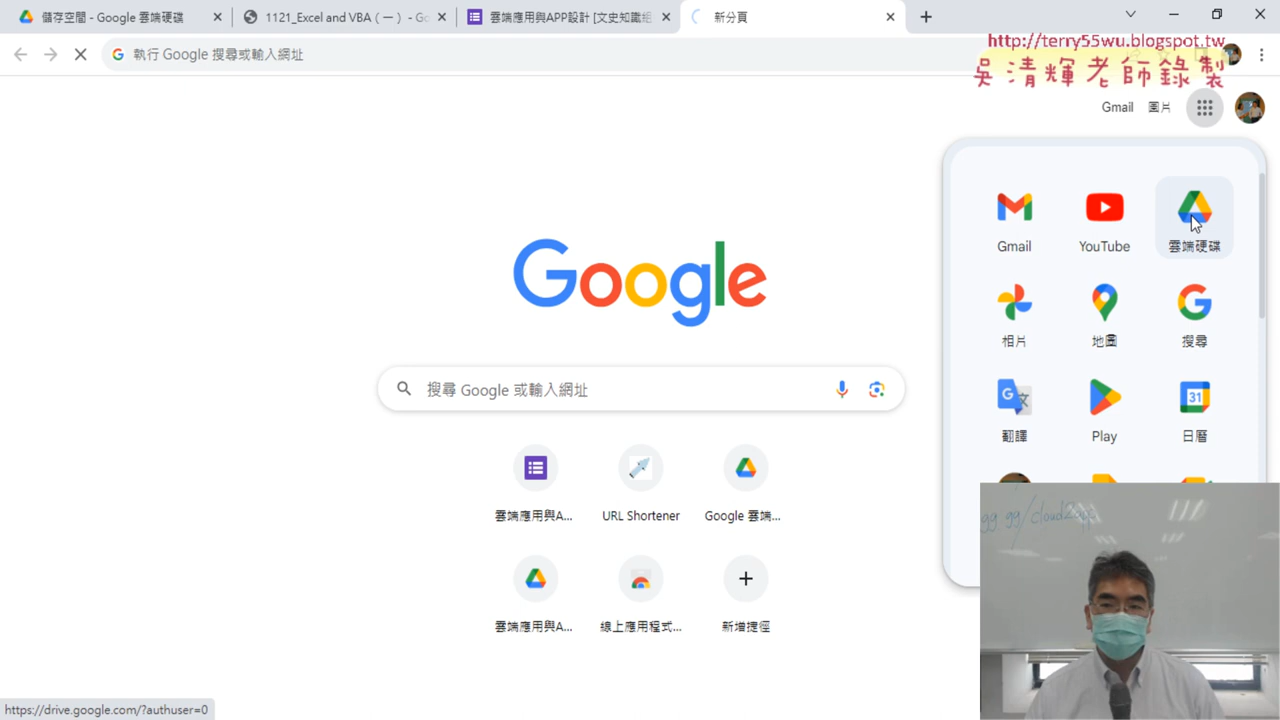 儲存空間 - Google 雲端硬碟
1121_Excel and VBA（一） - Go
雲端應用與APP設計 [文史知識組
新分頁
執行 Google 搜尋或輸入網址
http://terry55wu.blogspot.tw
吳清輝老師錄製
Gmail
圖片
Gmail
YouTube
雲端硬碟
Google
相片
地圖
搜尋
搜尋 Google 或輸入網址
翻譯
Play
日曆
雲端應用與A...
URL Shortener
Google 雲端...
雲端應用與A...
線上應用程式...
新增捷徑
gg gg/cloud2app
https://drive.google.com/?authuser=0